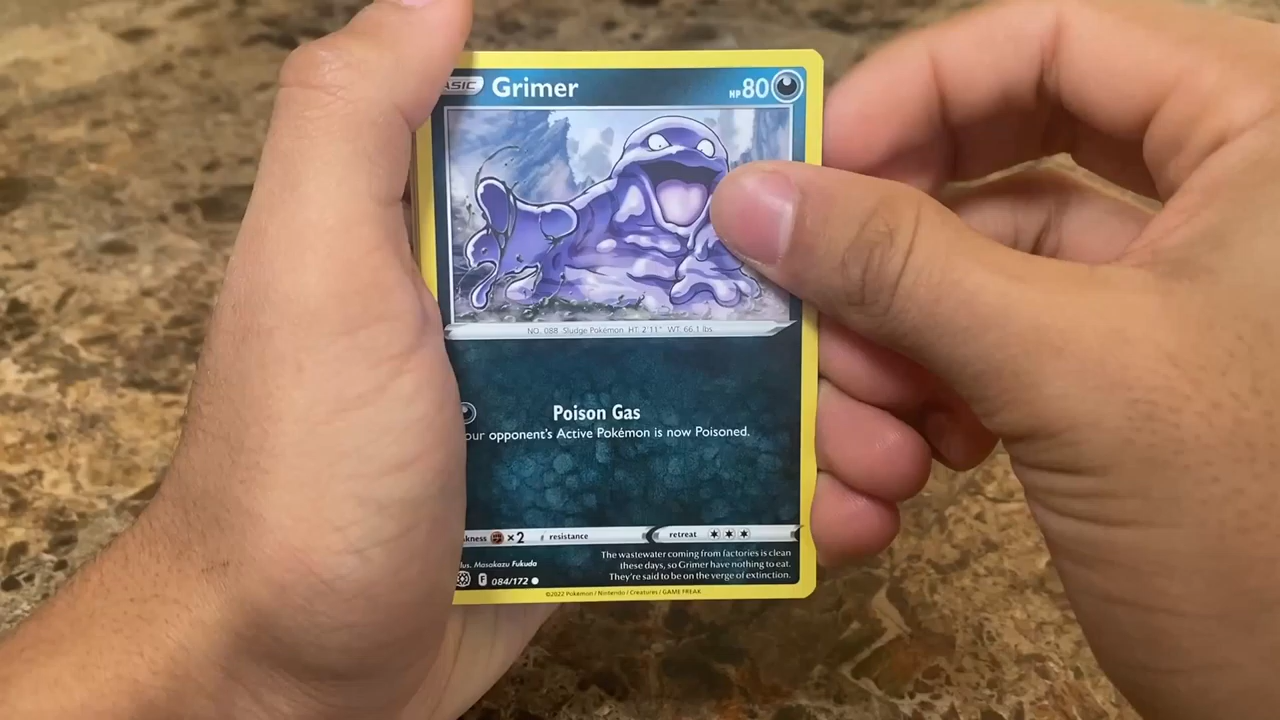 ASIC Grimer HP 80
NO. 088 Sludge Pokémon HT: 2'11" WT: 66.1 lbs.
Poison Gas
our opponent's Active Pokémon is now Poisoned.
kness ×2 resistance retreat
The wastewater coming from factories is clean
these days, so Grimer have nothing to eat.
They're said to be on the verge of extinction.
lus. Masakazu Fukuda
F 084/172
©2022 Pokémon / Nintendo / Creatures / GAME FREAK